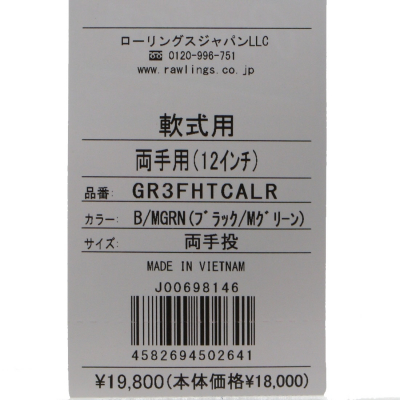 ローリングスジャパンLLC
☎ 0120-996-751
www.rawlings.co.jp
軟式用
両手用(12インチ)
品番: GR3FHTCALR
カラー: B/MGRN(ブラック/Mグリーン)
サイズ: 両手投
MADE IN VIETNAM
J00698146
4582694502641
¥19,800(本体価格¥18,000)